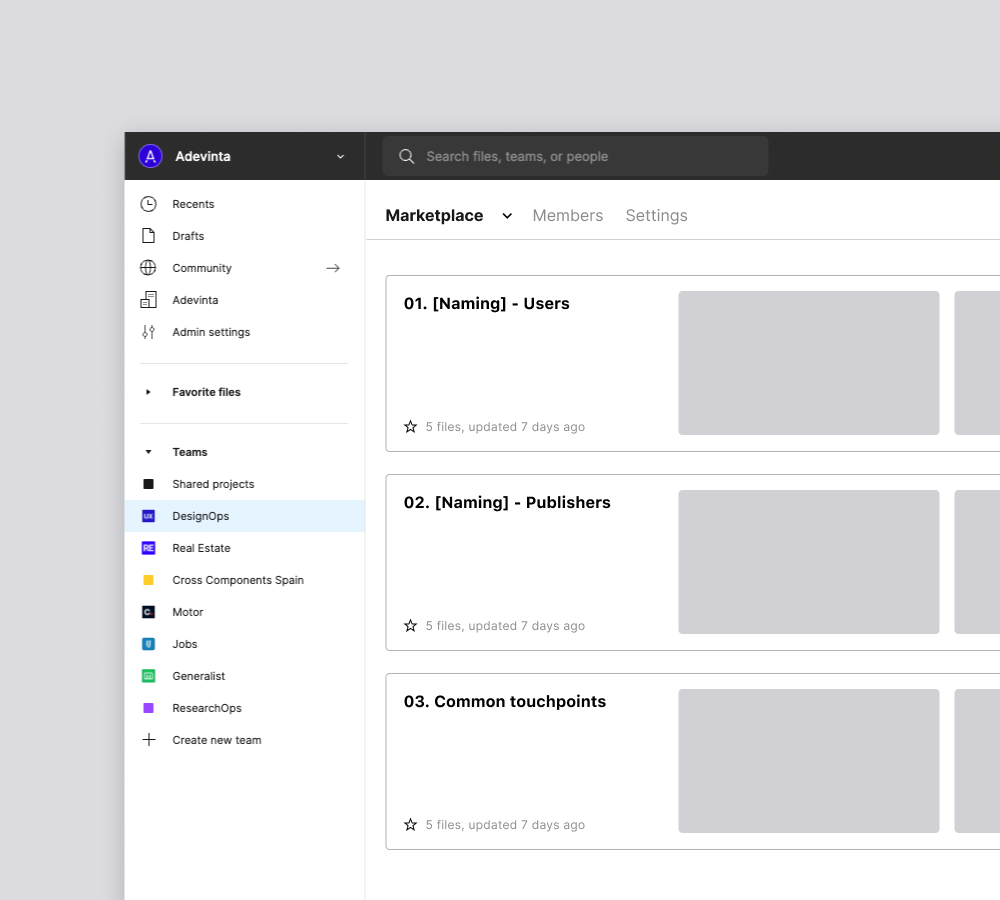 A Adevinta
Search files, teams, or people
Recents
Drafts
Community
Adevinta
Admin settings
Favorite files
Teams
Shared projects
UX DesignOps
RE Real Estate
Cross Components Spain
C. Motor
Jobs
Generalist
ResearchOps
Create new team
Marketplace Members Settings
01. [Naming] - Users
5 files, updated 7 days ago
02. [Naming] - Publishers
5 files, updated 7 days ago
03. Common touchpoints
5 files, updated 7 days ago